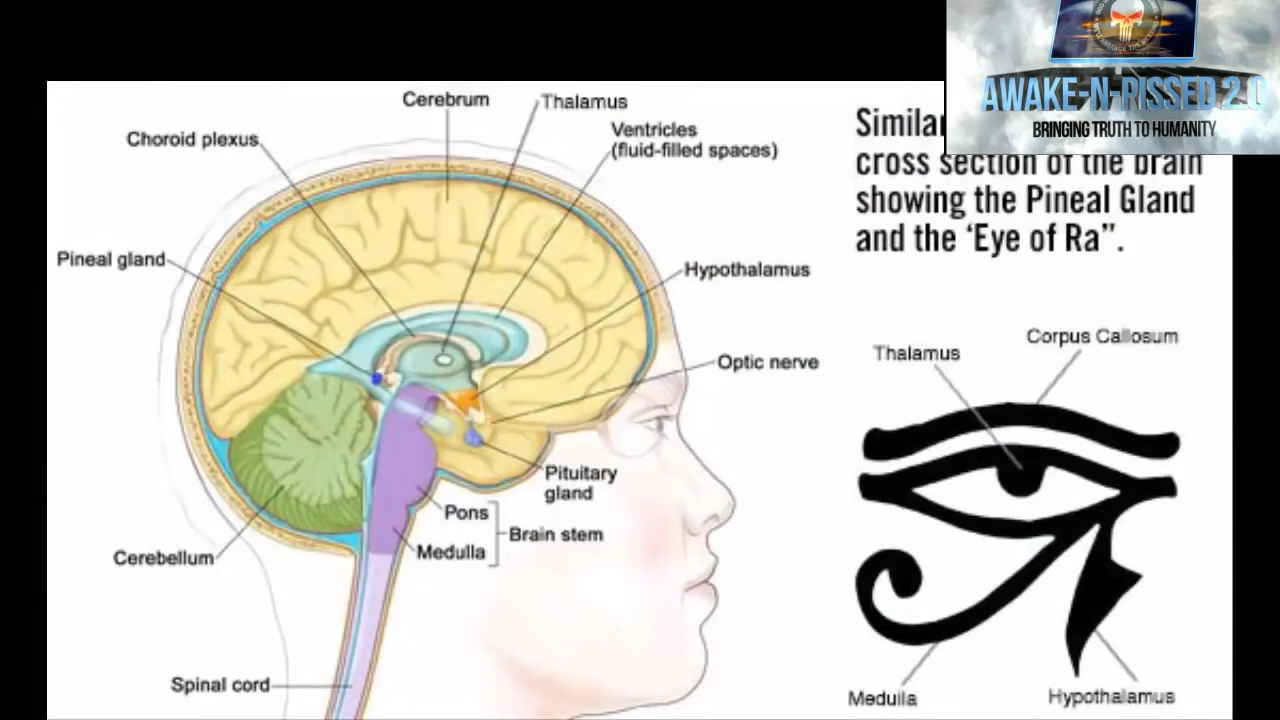 AWAKE-N-PISSED 2.0
BRINGING TRUTH TO HUMANITY
Cerebrum
Thalamus
Choroid plexus
Ventricles
(fluid-filled spaces)
Pineal gland
Hypothalamus
Optic nerve
Pituitary
gland
Pons
Brain stem
Medulla
Cerebellum
Spinal cord
cross section of the brain
showing the Pineal Gland
and the ‘Eye of Ra”.
Corpus Callosum
Thalamus
Medulla
Hypothalamus